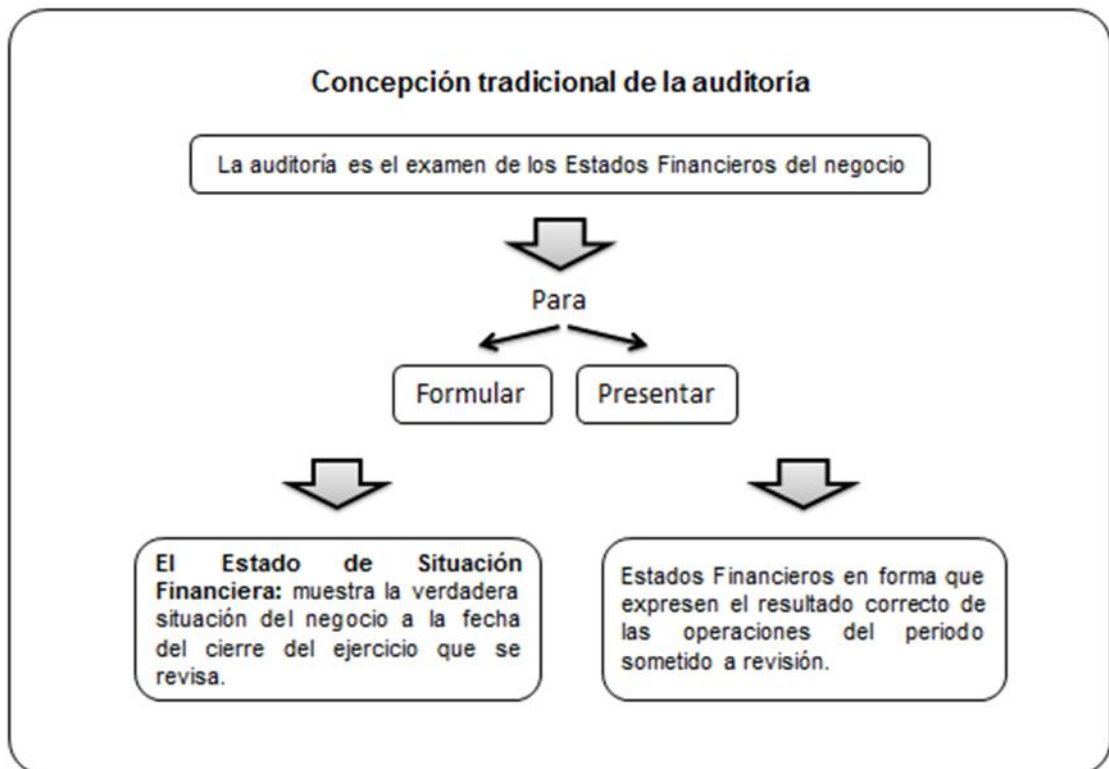 Concepción tradicional de la auditoría
La auditoría es el examen de los Estados Financieros del negocio
Para
Formular
Presentar
El Estado de Situación
Financiera: muestra la verdadera
situación del negocio a la fecha
del cierre del ejercicio que se
revisa.
Estados Financieros en forma que
expresen el resultado correcto de
las operaciones del periodo
sometido a revisión.